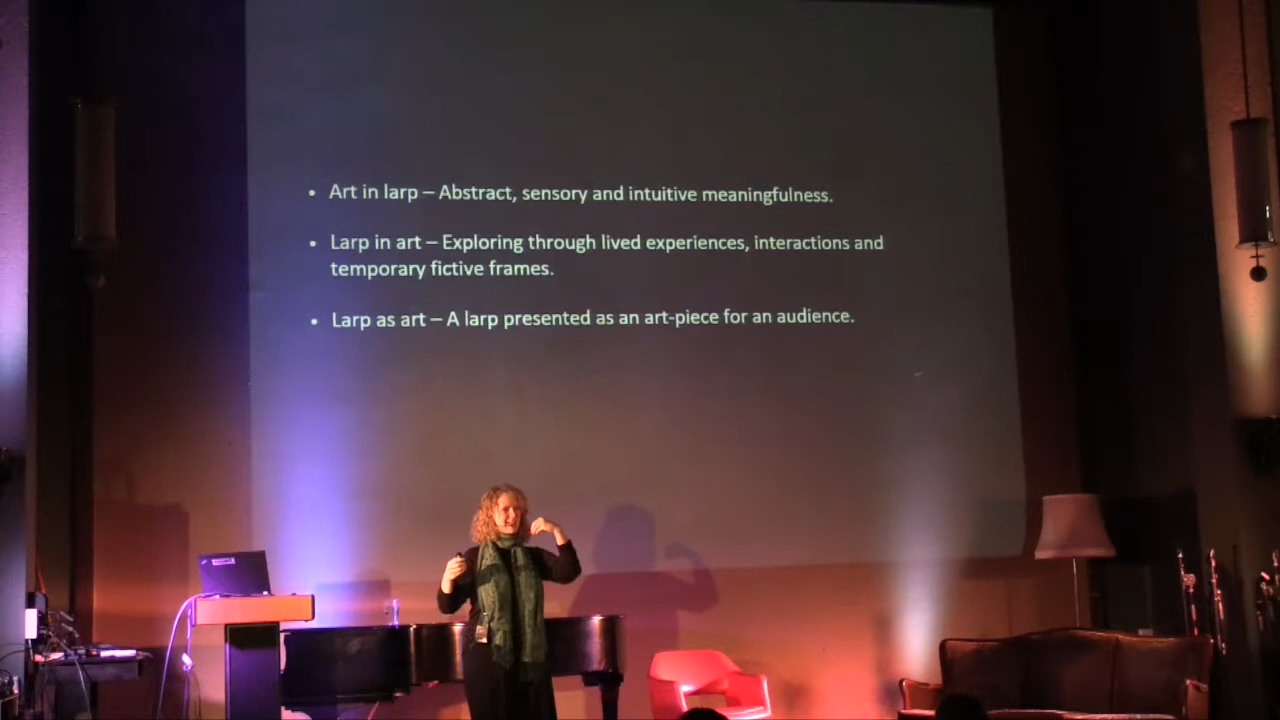 • Art in larp – Abstract, sensory and intuitive meaningfulness.
• Larp in art – Exploring through lived experiences, interactions and
temporary fictive frames.
• Larp as art – A larp presented as an art-piece for an audience.